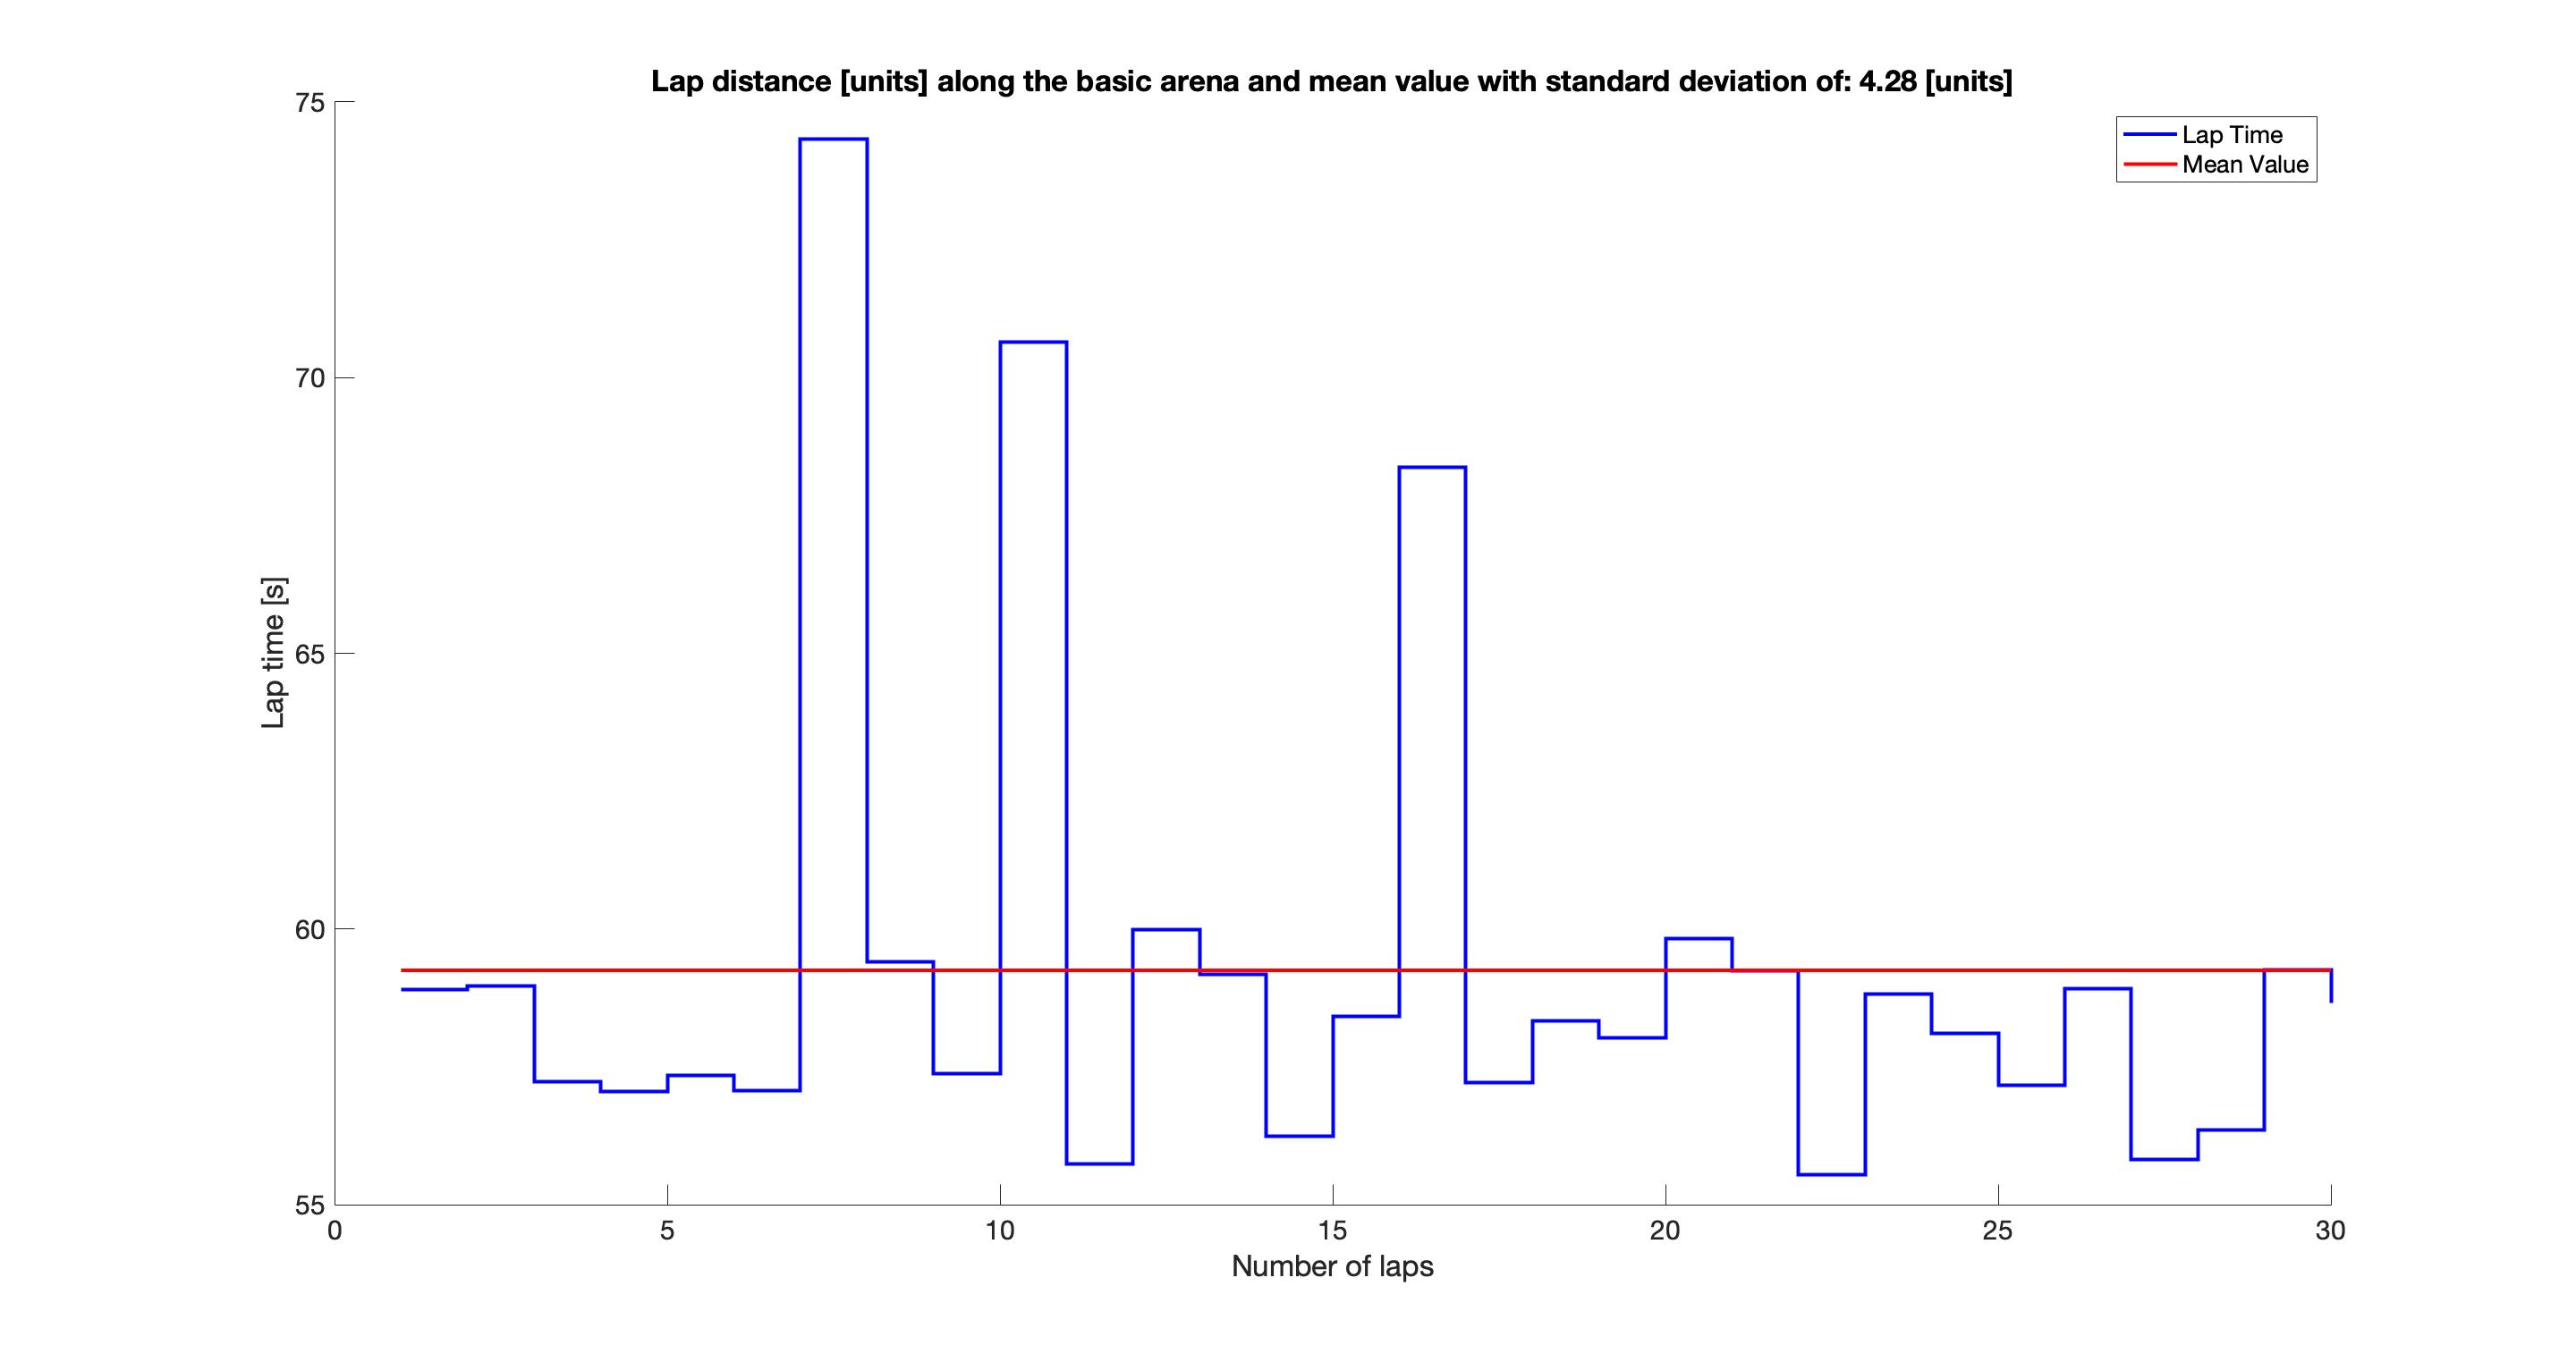 Lap distance [units] along the basic arena and mean value with standard deviation of: 4.28 [units]
Lap Time
Mean Value
75
70
65
60
55
Lap time [s]
0 5 10 15 20 25 30
Number of laps